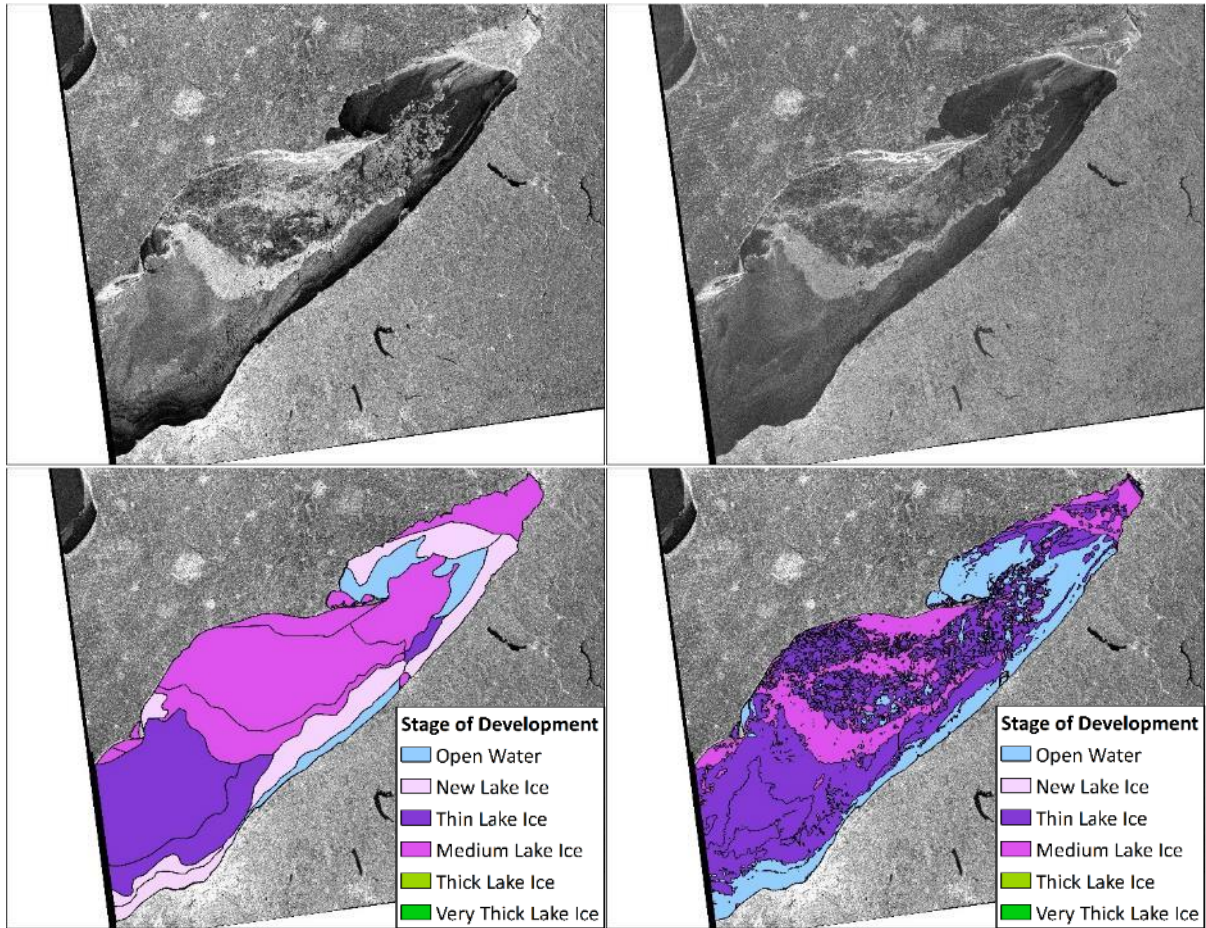 Stage of Development
Open Water
New Lake Ice
Thin Lake Ice
Medium Lake Ice
Thick Lake Ice
Very Thick Lake Ice
Stage of Development
Open Water
New Lake Ice
Thin Lake Ice
Medium Lake Ice
Thick Lake Ice
Very Thick Lake Ice